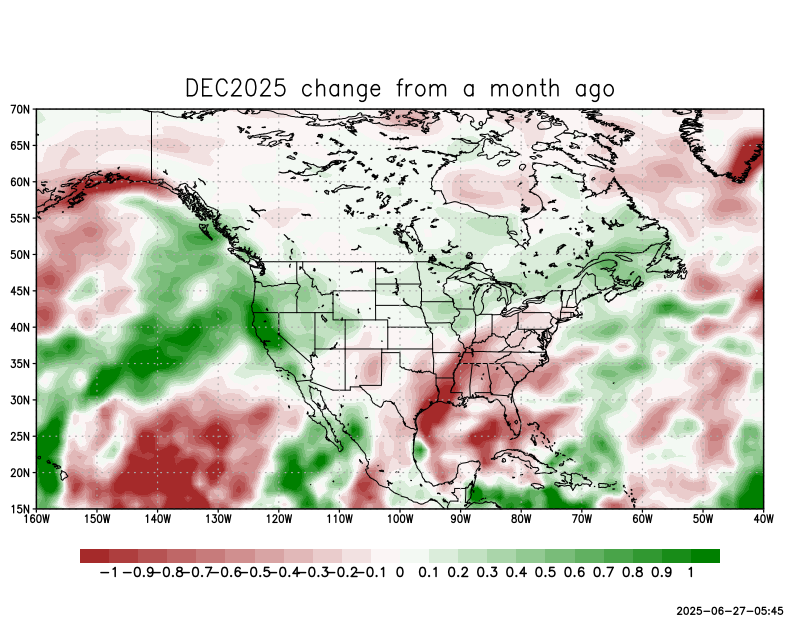 DEC2025 change from a month ago
70N
65N
60N
55N
50N
45N
40N
35N
30N
25N
20N
15N
160W 150W 140W 130W 120W 110W 100W 90W 80W 70W 60W 50W 40W
-1 -0.9 -0.8 -0.7 -0.6 -0.5 -0.4 -0.3 -0.2 -0.1 0 0.1 0.2 0.3 0.4 0.5 0.6 0.7 0.8 0.9 1
2025-06-27-05:45